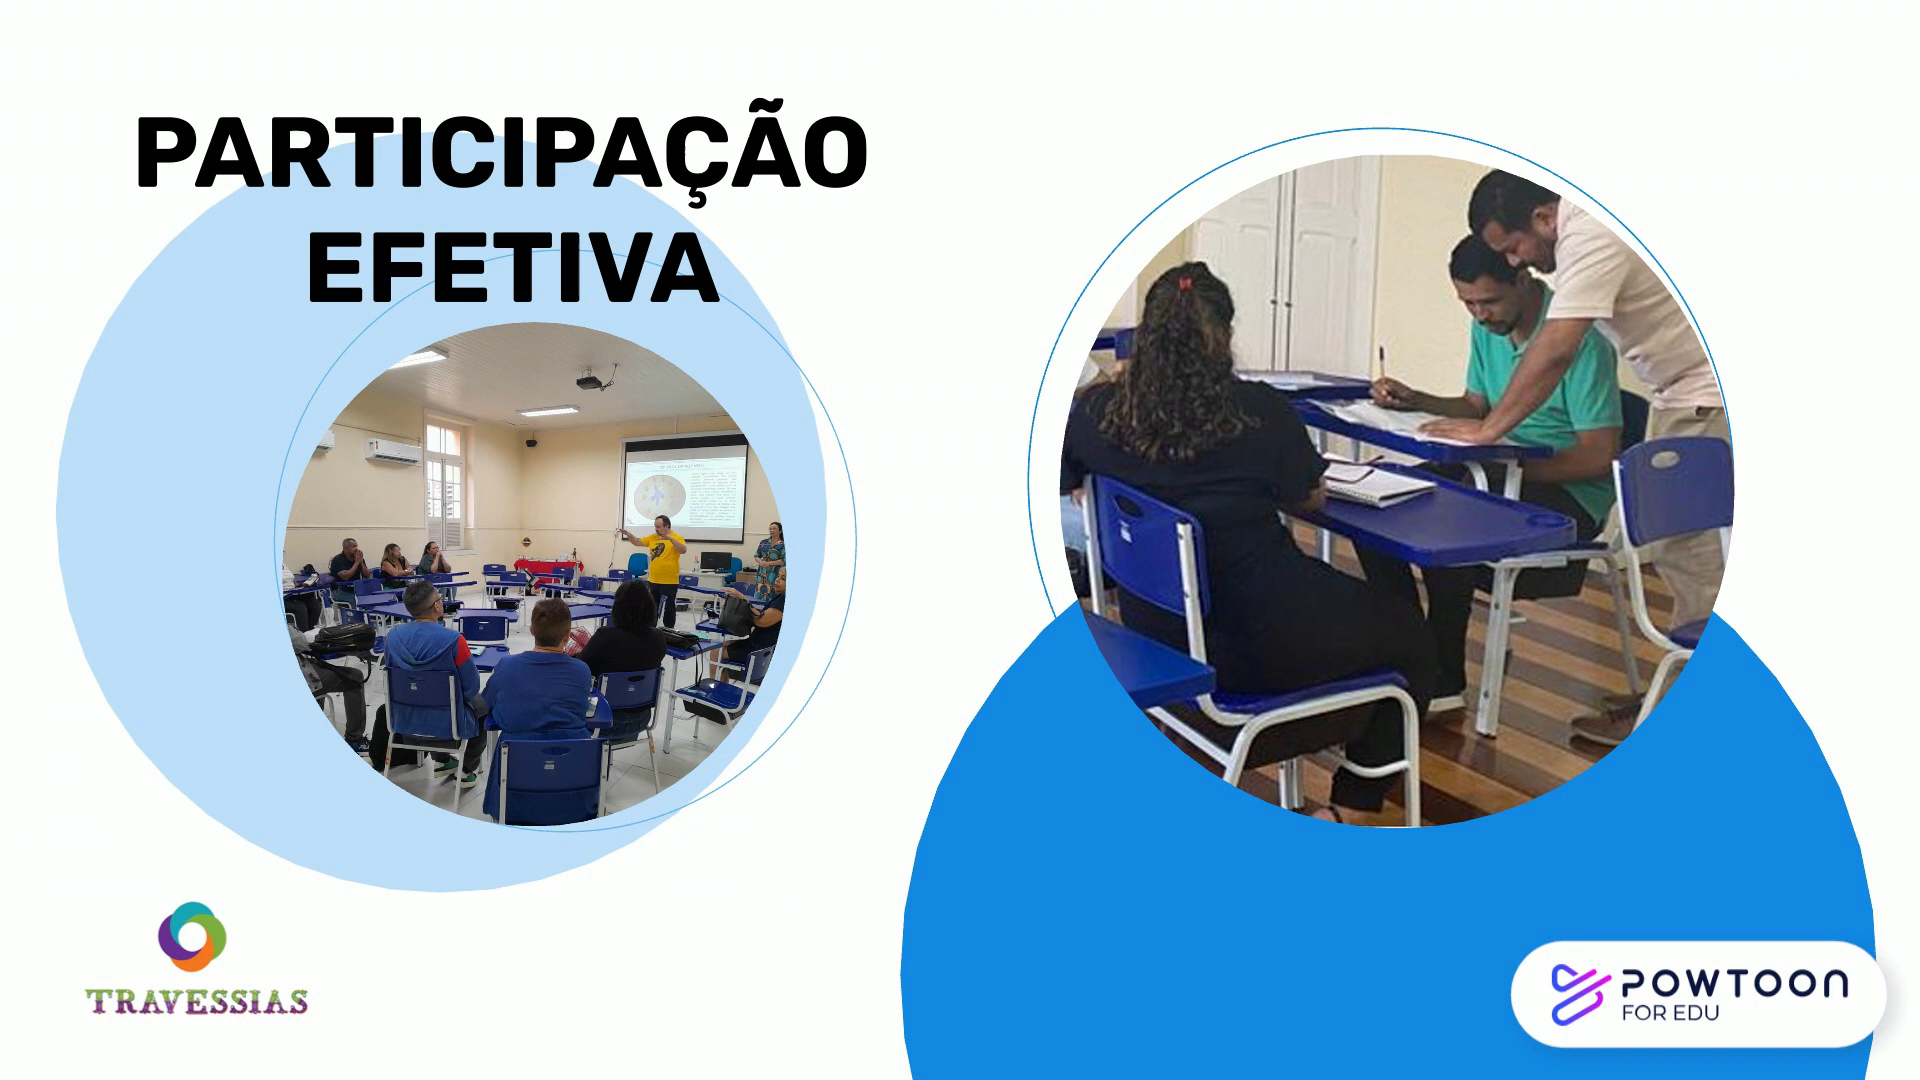 PARTICIPAÇÃO
EFETIVA
TRAVESSIAS
POWTOON
FOR EDU